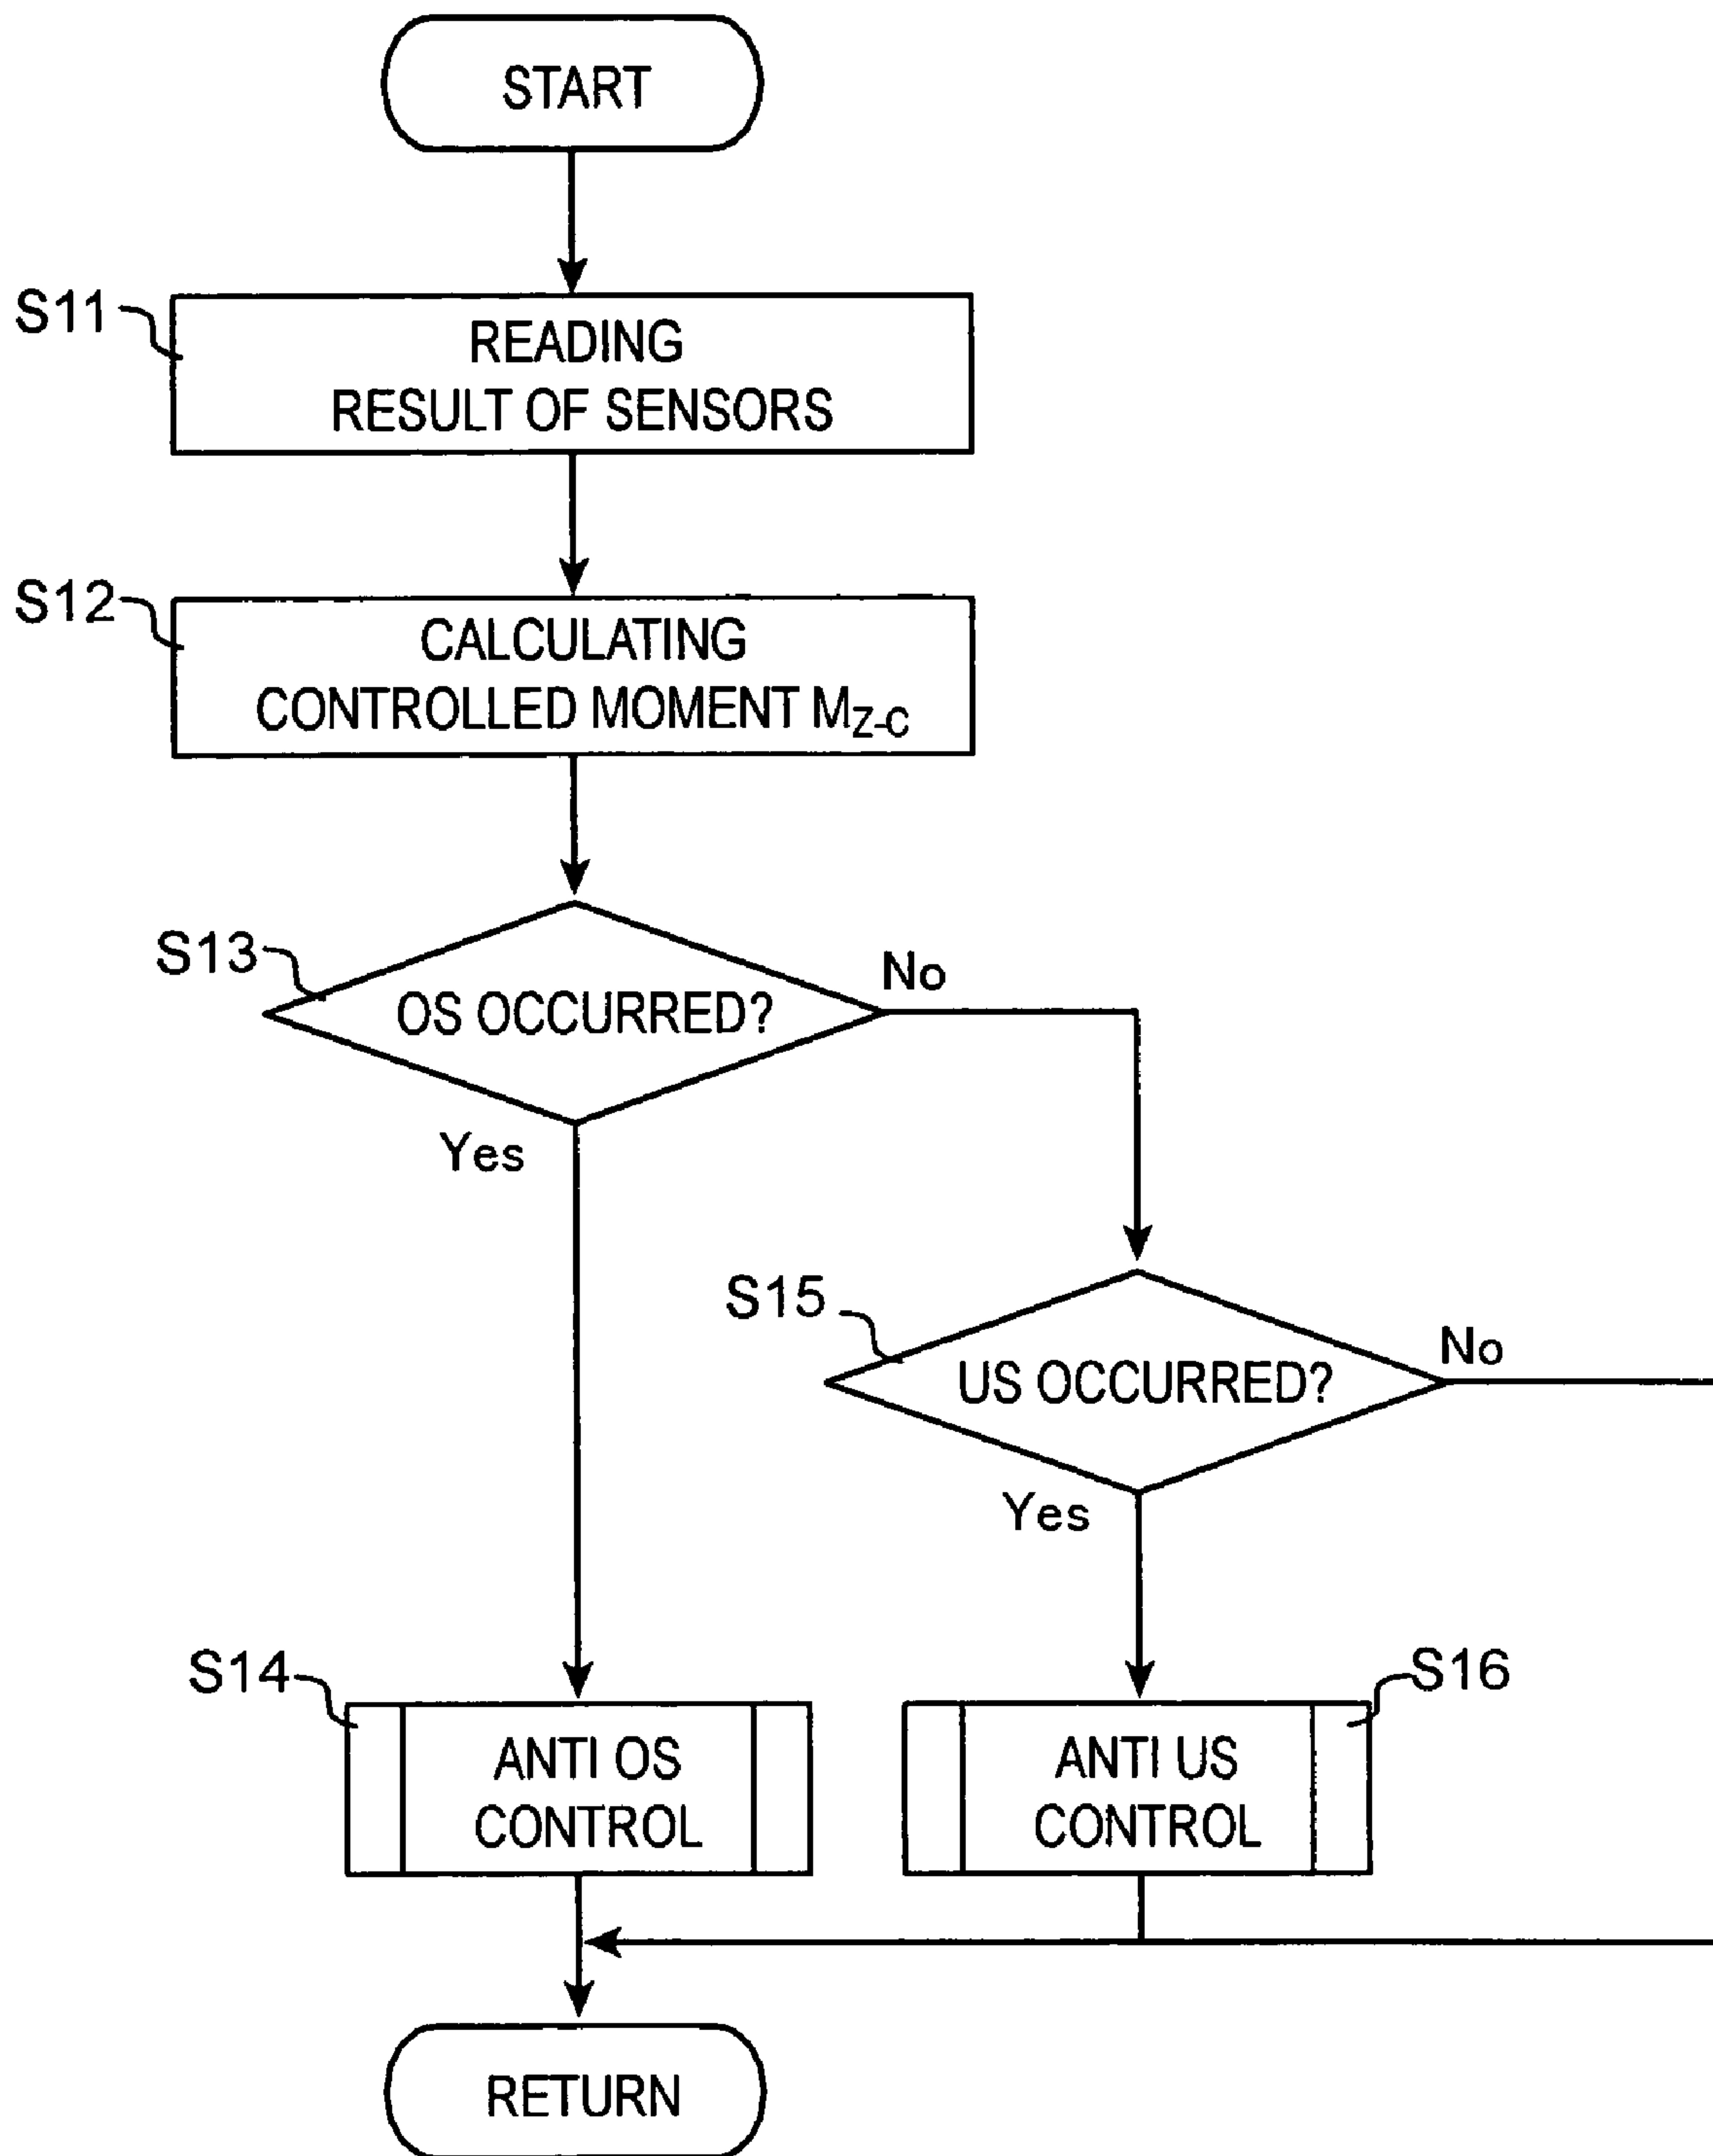 START
S11
READING
RESULT OF SENSORS
S12
CALCULATING
CONTROLLED MOMENT M_Z-C
S13
OS OCCURRED?
No
Yes
S15
US OCCURRED?
No
Yes
S14
ANTI OS
CONTROL
S16
ANTI US
CONTROL
RETURN